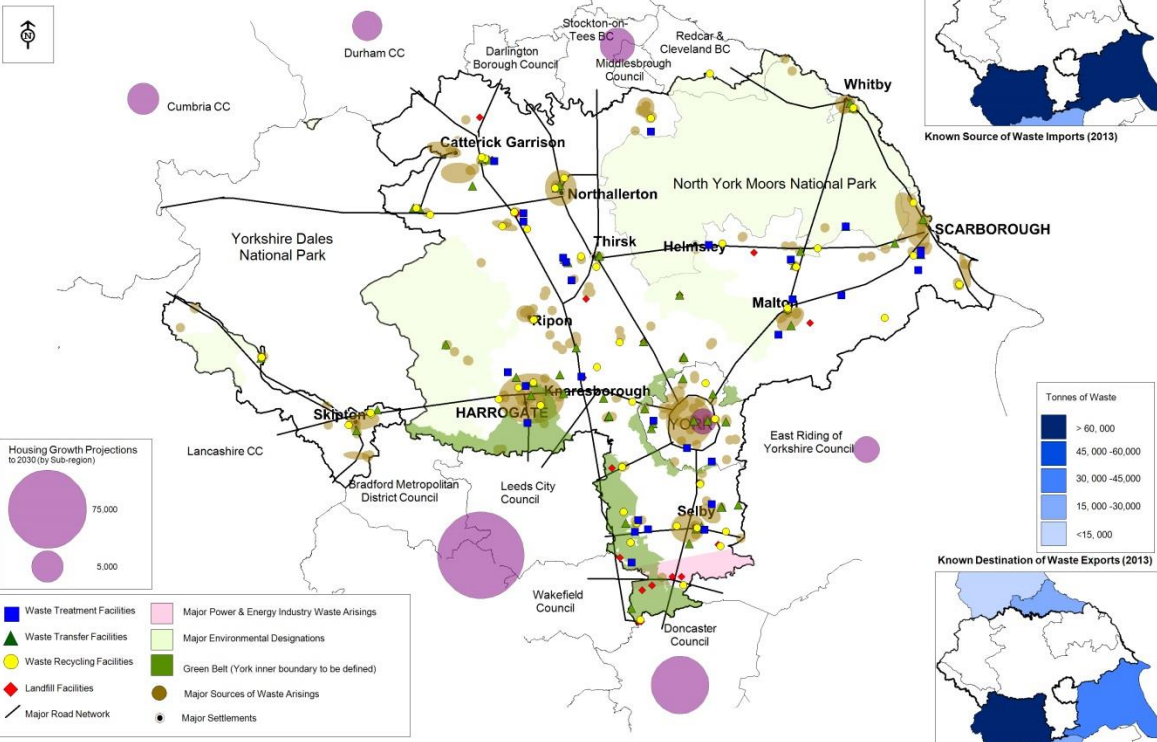 N
Stockton-on-
Tees BC
Redcar &
Cleveland BC
Durham CC
Darlington
Borough Council
Middlesbrough
Council
Whitby
Cumbria CC
Known Source of Waste Imports (2013)
Catterick Garrison
Northallerton
North York Moors National Park
Yorkshire Dales
National Park
Thirsk
Helmsley
SCARBOROUGH
Malton
Ripon
Knaresborough
HARROGATE
Skipton
YORK
Tonnes of Waste
> 60, 000
45, 000 -60,000
30, 000 -45,000
15, 000 -30,000
<15, 000
East Riding of
Yorkshire Council
Lancashire CC
Bradford Metropolitan
District Council
Leeds City
Council
Selby
Housing Growth Projections
to 2030 (by Sub-region)
75,000
5,000
Known Destination of Waste Exports (2013)
Wakefield
Council
Doncaster
Council
Waste Treatment Facilities
Major Power & Energy Industry Waste Arisings
Waste Transfer Facilities
Major Environmental Designations
Waste Recycling Facilities
Green Belt (York inner boundary to be defined)
Landfill Facilities
Major Sources of Waste Arisings
Major Road Network
Major Settlements